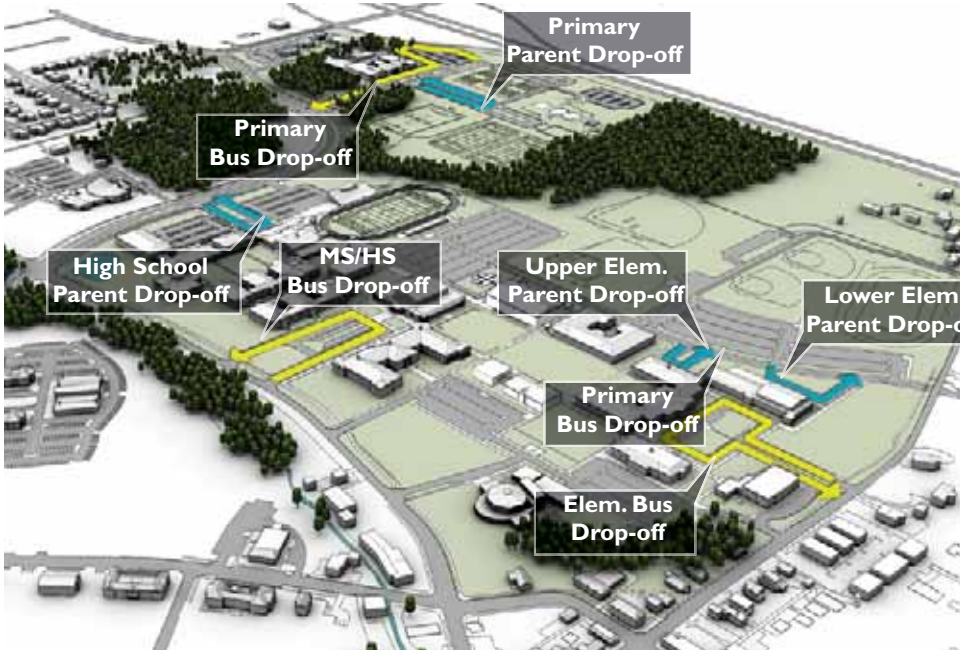 Primary
Parent Drop-off
Primary
Bus Drop-off
High School
Parent Drop-off
MS/HS
Bus Drop-off
Upper Elem.
Parent Drop-off
Lower Elem
Parent Drop-o
Primary
Bus Drop-off
Elem. Bus
Drop-off